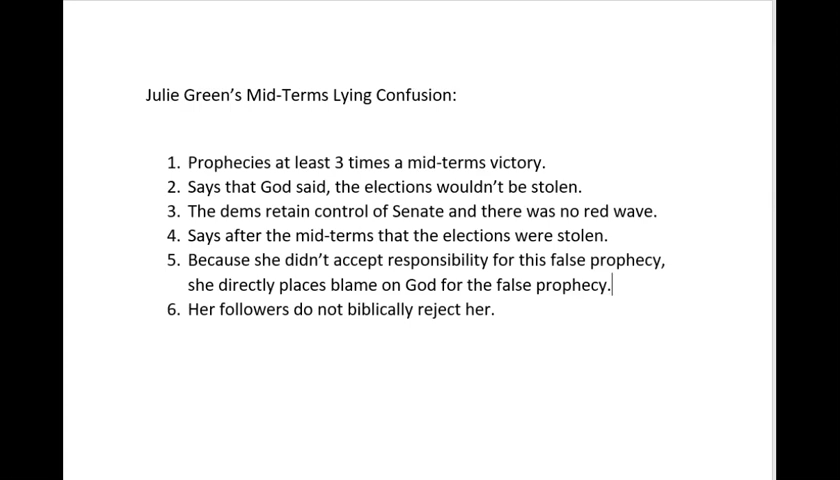 Julie Green’s Mid-Terms Lying Confusion:
1. Prophecies at least 3 times a mid-terms victory.
2. Says that God said, the elections wouldn’t be stolen.
3. The dems retain control of Senate and there was no red wave.
4. Says after the mid-terms that the elections were stolen.
5. Because she didn’t accept responsibility for this false prophecy,
she directly places blame on God for the false prophecy.
6. Her followers do not biblically reject her.